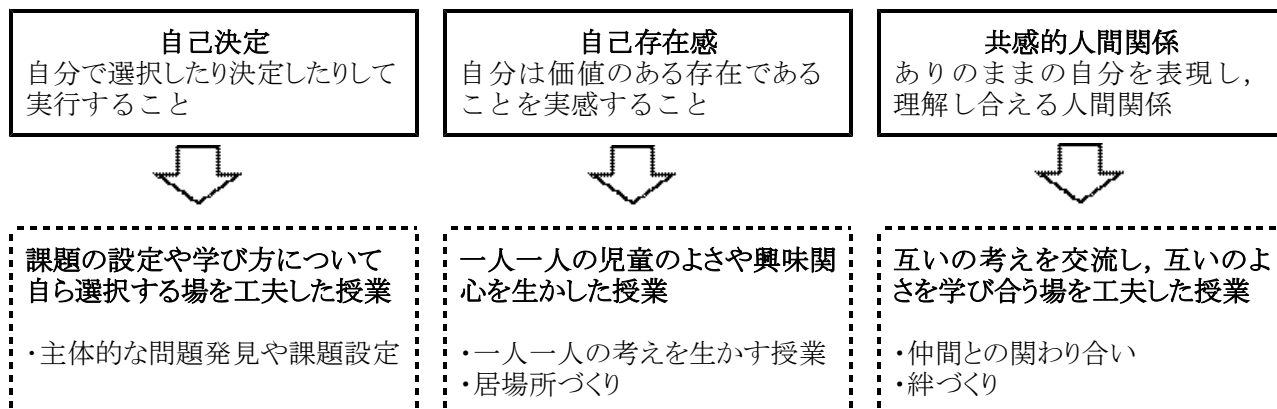 自己決定
自分で選択したり決定したりして
実行すること
自己存在感
自分は価値のある存在である
ことを実感すること
共感的人間関係
ありのままの自分を表現し，
理解し合える人間関係
課題の設定や学び方について
自ら選択する場を工夫した授業
・主体的な問題発見や課題設定
一人一人の児童のよさや興味関
心を生かした授業
・一人一人の考えを生かす授業
・居場所づくり
互いの考えを交流し，互いのよ
さを学び合う場を工夫した授業
・仲間との関わり合い
・絆づくり